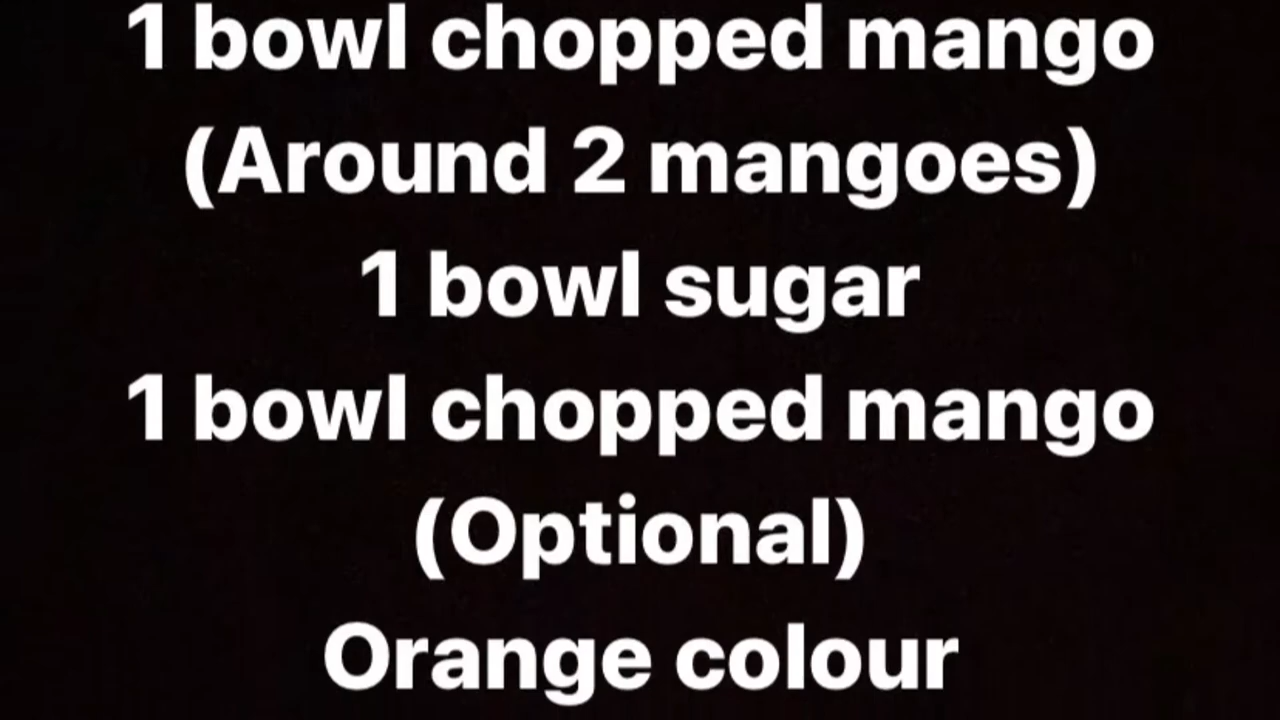 1 bowl chopped mango
(Around 2 mangoes)
1 bowl sugar
1 bowl chopped mango
(Optional)
Orange colour